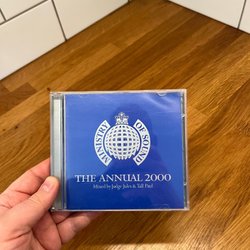 MINISTRY OF SOUND
THE ANNUAL 2000
Mixed by Judge Jules & Tall Paul